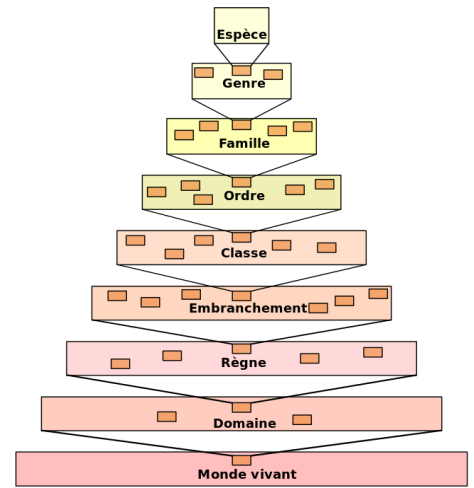 Espèce
Genre
Famille
Ordre
Classe
Embranchement
Règne
Domaine
Monde vivant